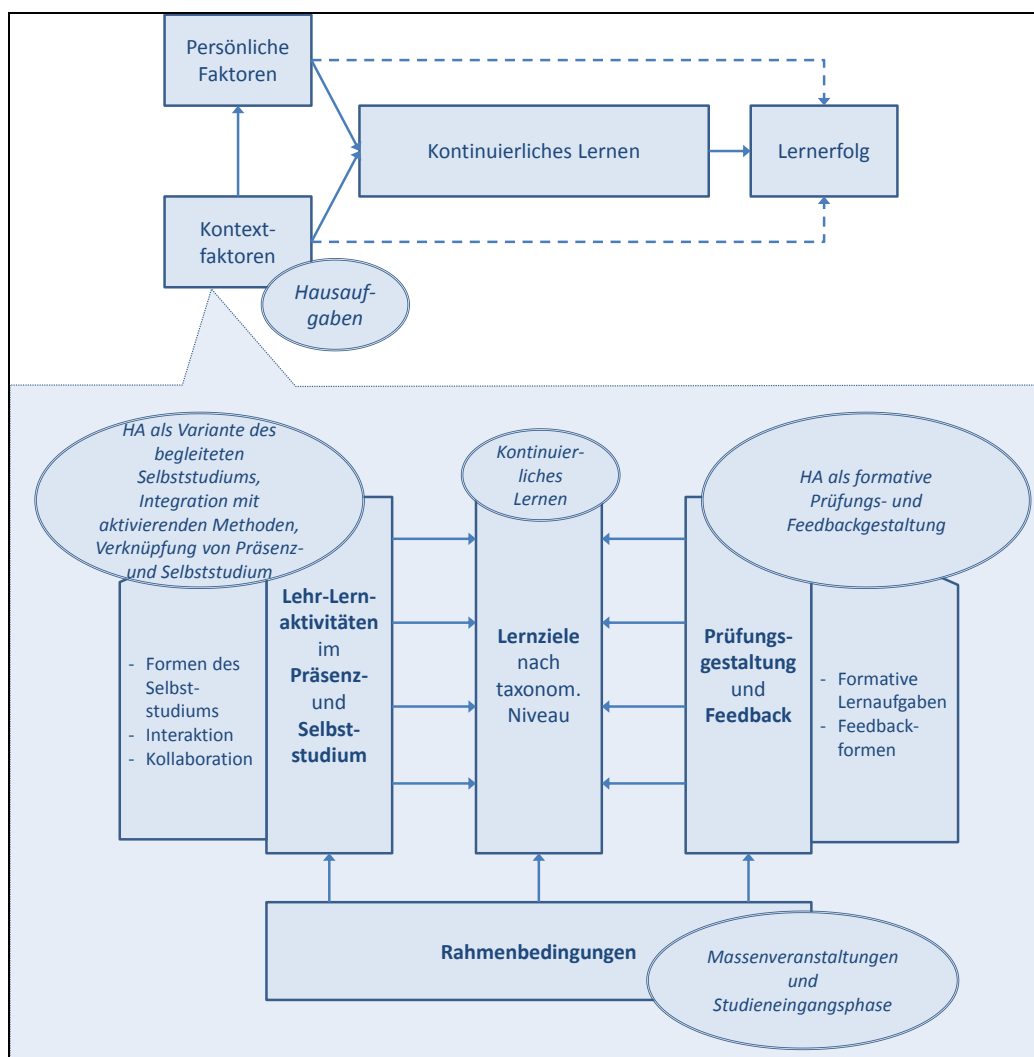 Persönliche
Faktoren
Kontinuierliches Lernen
Lernerfolg
Kontext-
faktoren
Hausauf-
gaben
HA als Variante des
begleiteten
Selbststudiums,
Integration mit
aktivierenden Methoden,
Verknüpfung von Präsenz-
und Selbststudium
Kontinuier-
liches
Lernen
HA als formative
Prüfungs- und
Feedbackgestaltung
- Formen des
Selbst-
studiums
- Interaktion
- Kollaboration
Lehr-Lern-
aktivitäten
im
Präsenz-
und
Selbst-
studium
Lernziele
nach
taxonom.
Niveau
Prüfungs-
gestaltung
und
Feedback
- Formative
Lernaufgaben
- Feedback-
formen
Rahmenbedingungen
Massenveranstaltungen
und
Studieneingangsphase